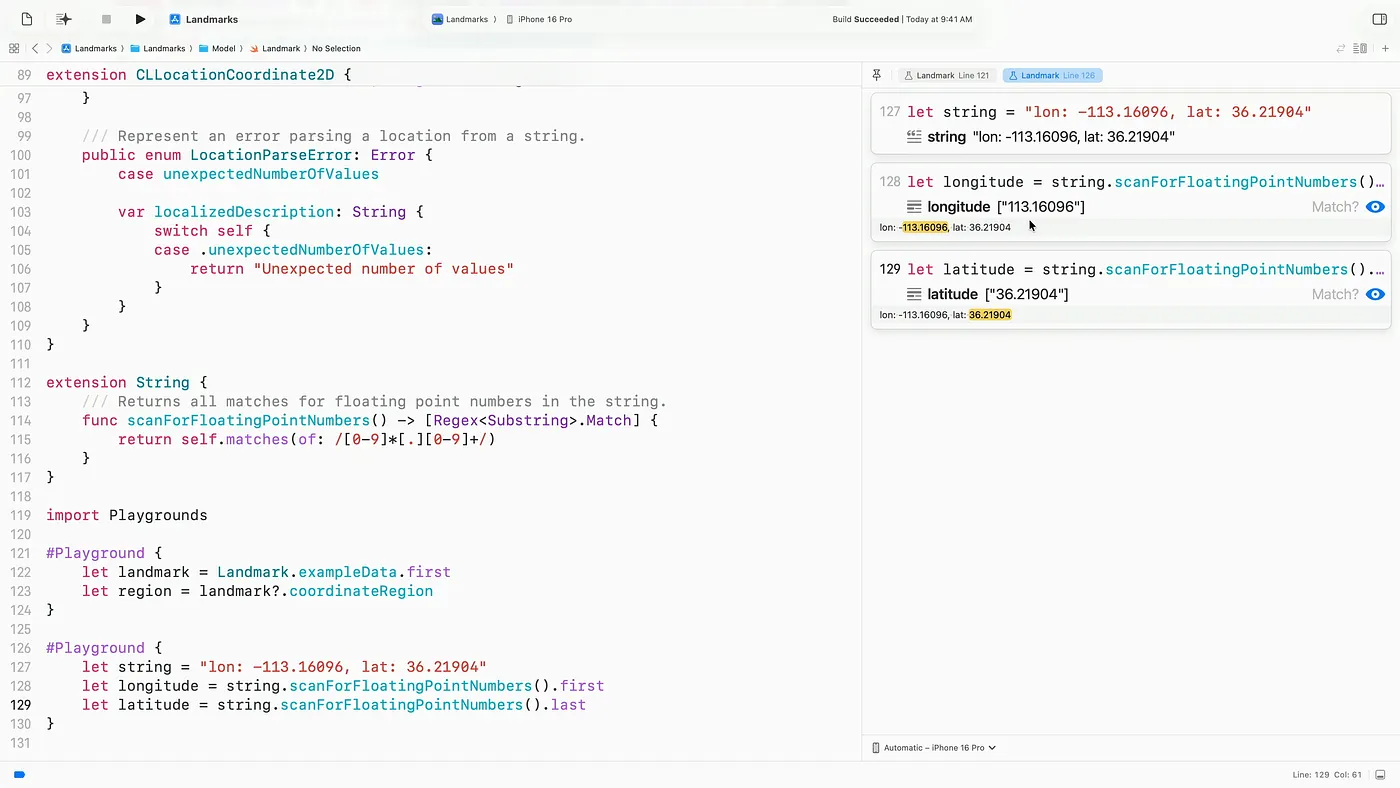 Landmarks
Landmarks 〉 iPhone 16 Pro
Build Succeeded | Today at 9:41 AM
Landmarks 〉 Landmarks 〉 Model 〉 Landmark 〉 No Selection
89 extension CLLocationCoordinate2D {
97 }
98
99 /// Represent an error parsing a location from a string.
100 public enum LocationParseError: Error {
101 case unexpectedNumberOfValues
102
103 var localizedDescription: String {
104 switch self {
105 case .unexpectedNumberOfValues:
106 return "Unexpected number of values"
107 }
108 }
109 }
110 }
111
112 extension String {
113 /// Returns all matches for floating point numbers in the string.
114 func scanForFloatingPointNumbers() -> [Regex<Substring>.Match] {
115 return self.matches(of: /[0-9]*[.][0-9]+/)
116 }
117 }
118
119 import Playgrounds
120
121 #Playground {
122 let landmark = Landmark.exampleData.first
123 let region = landmark?.coordinateRegion
124 }
125
126 #Playground {
127 let string = "lon: -113.16096, lat: 36.21904"
128 let longitude = string.scanForFloatingPointNumbers().first
129 let latitude = string.scanForFloatingPointNumbers().last
130 }
131
Landmark Line 121 Landmark Line 126
127 let string = "lon: -113.16096, lat: 36.21904"
string "lon: -113.16096, lat: 36.21904"
128 let longitude = string.scanForFloatingPointNumbers()…
longitude ["113.16096"] Match?
lon: -113.16096, lat: 36.21904
129 let latitude = string.scanForFloatingPointNumbers().…
latitude ["36.21904"] Match?
lon: -113.16096, lat: 36.21904
Automatic – iPhone 16 Pro
Line: 129 Col: 61